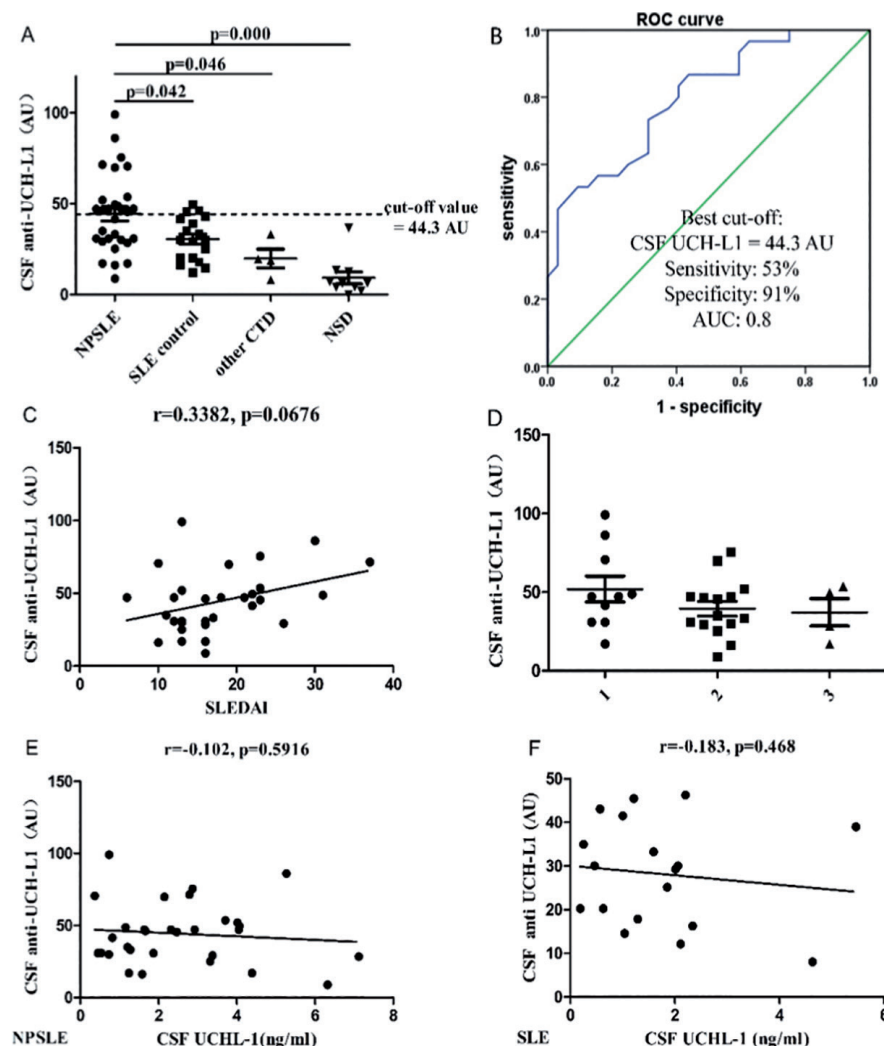 A
p=0.000
p=0.046
p=0.042
CSF anti-UCH-L1 (AU)
100
50
0
cut-off value
= 44.3 AU
NPSLE
SLE control
other CTD
NSD
B
ROC curve
sensitivity
1.0
0.8
0.6
0.4
0.2
0.0
Best cut-off:
CSF UCH-L1 = 44.3 AU
Sensitivity: 53%
Specificity: 91%
AUC: 0.8
0.0 0.2 0.4 0.6 0.8 1.0
1 - specificity
C
r=0.3382, p=0.0676
CSF anti-UCH-L1 (AU)
150
100
50
0
0 10 20 30 40
SLEDAI
D
CSF anti-UCH-L1 (AU)
150
100
50
0
1 2 3
E
r=-0.102, p=0.5916
CSF anti-UCH-L1 (AU)
150
100
50
0
0 2 4 6 8
NPSLE CSF UCHL-1(ng/ml)
F
r=-0.183, p=0.468
CSF anti UCH-L1 (AU)
50
40
30
20
10
0
0 2 4 6
SLE CSF UCHL-1 (ng/ml)